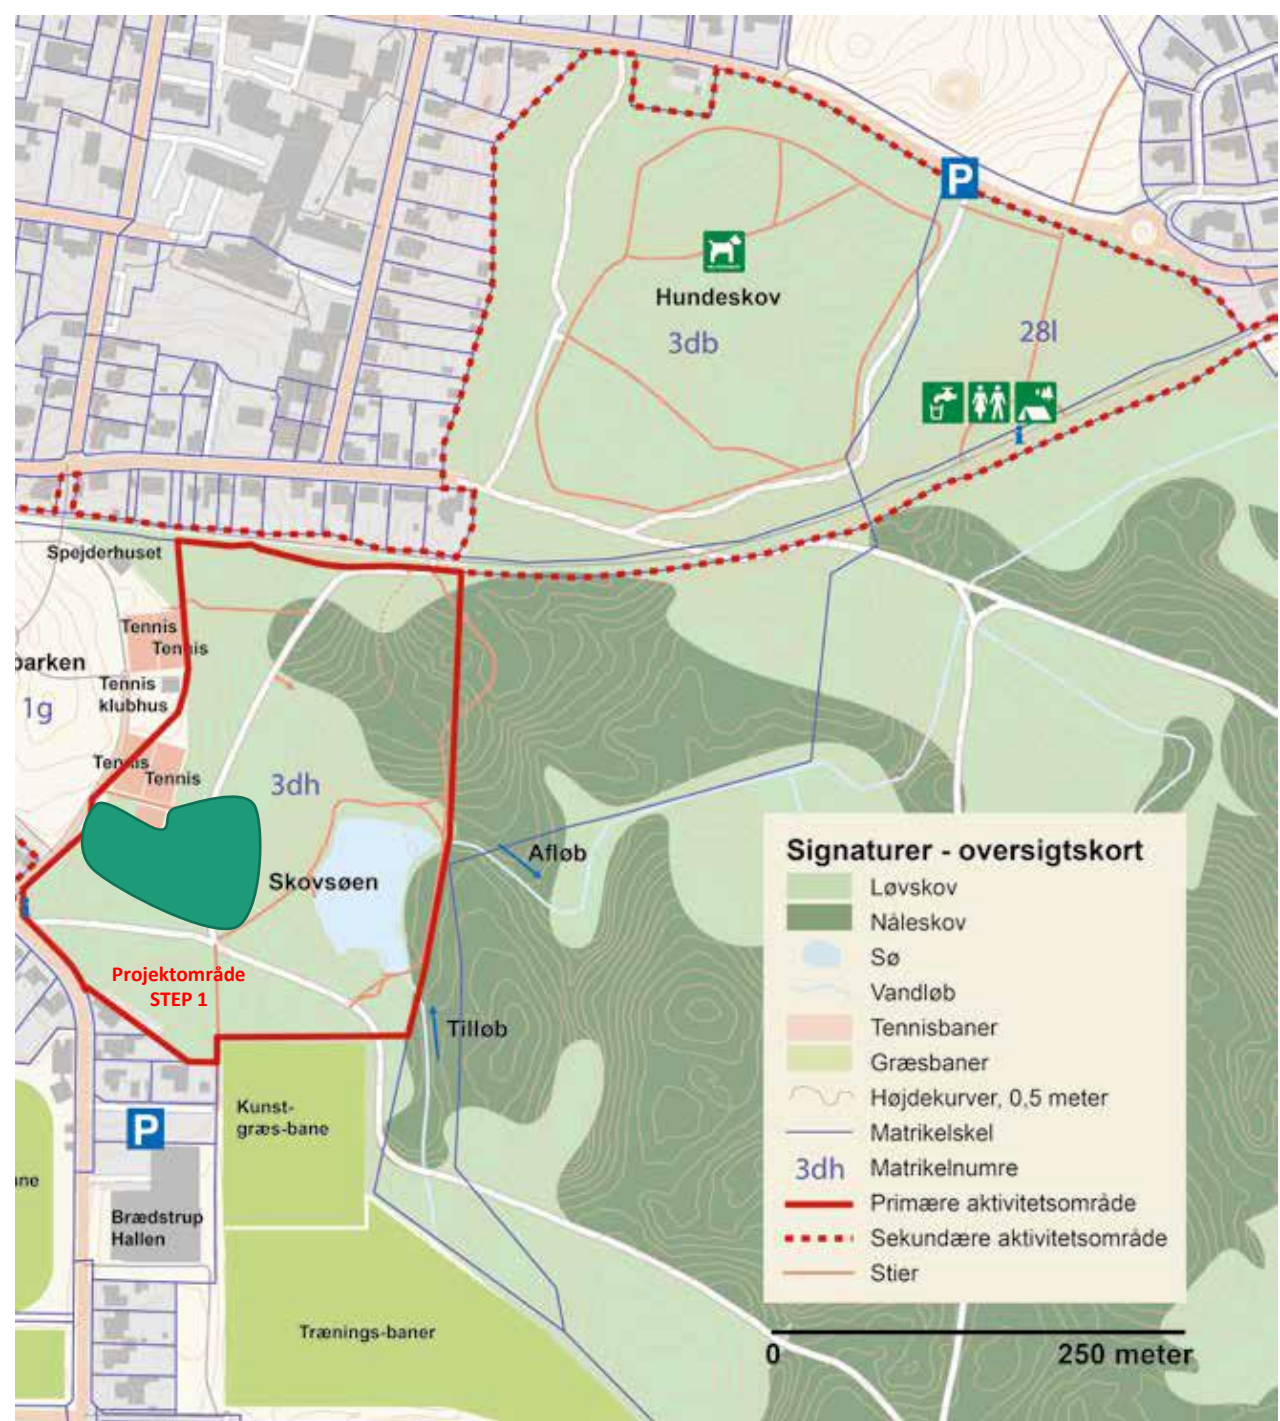 P
Hundeskov
3db
28l
Spejderhuset
Tennis
Tennis
parken
Tennis
klubhus
1g
Tennis
Tennis
3dh
Afløb
Skovsøen
Projektområde
STEP 1
Tilløb
Kunst-
græs-bane
P
Brædstrup
Hallen
Trænings-baner
Signaturer - oversigtskort
Løvskov
Nåleskov
Sø
Vandløb
Tennisbaner
Græsbaner
Højdekurver, 0,5 meter
Matrikelskel
3dh Matrikelnumre
Primære aktivitetsområde
Sekundære aktivitetsområde
Stier
0 250 meter